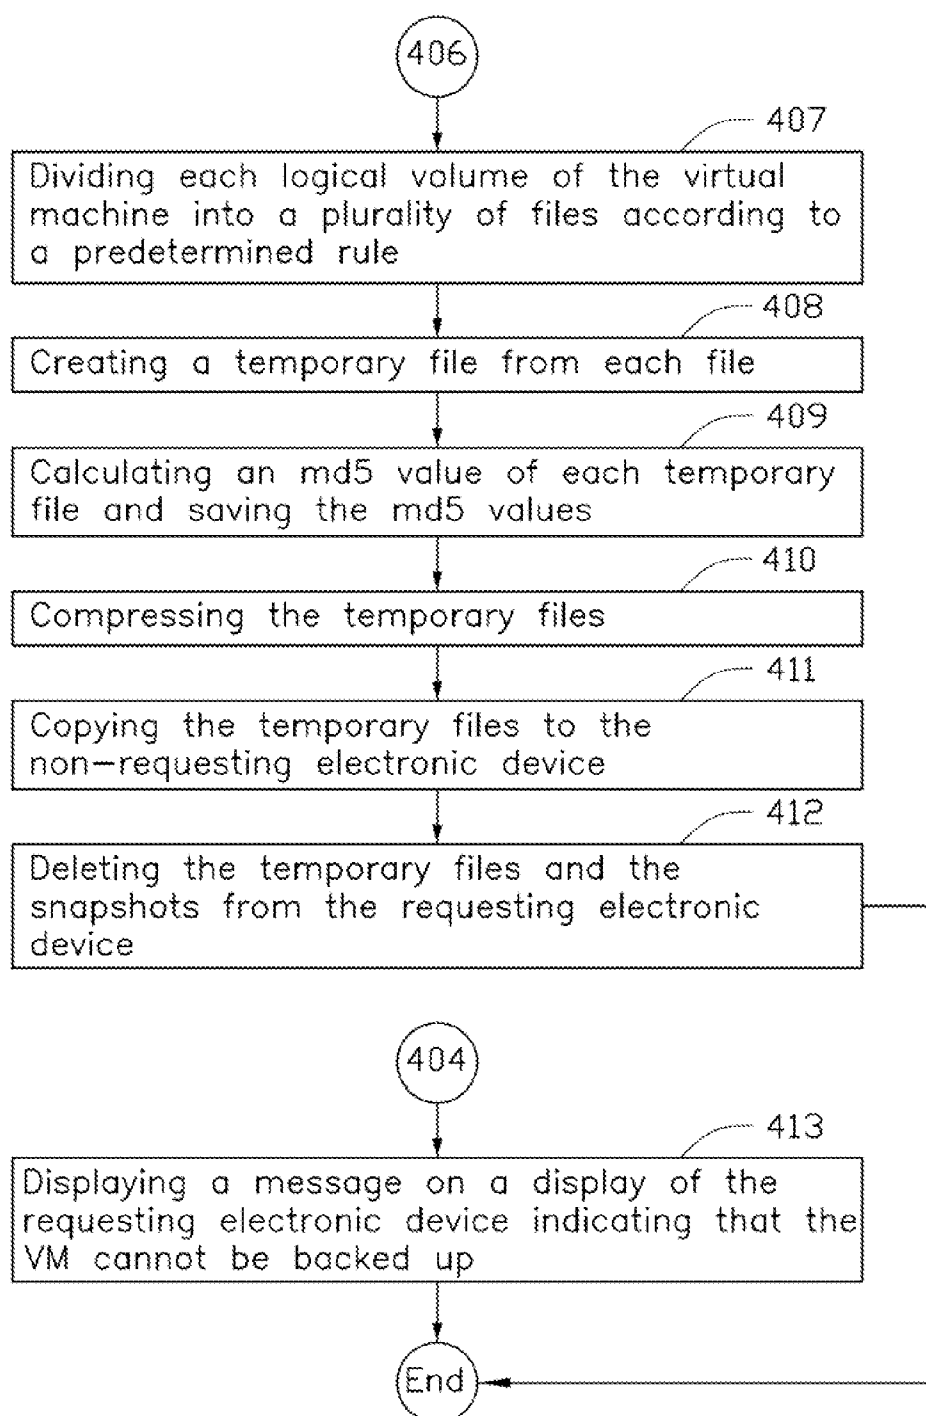 406
407
Dividing each logical volume of the virtual
machine into a plurality of files according to
a predetermined rule
408
Creating a temporary file from each file
409
Calculating an md5 value of each temporary
file and saving the md5 values
410
Compressing the temporary files
411
Copying the temporary files to the
non-requesting electronic device
412
Deleting the temporary files and the
snapshots from the requesting electronic
device
404
413
Displaying a message on a display of the
requesting electronic device indicating that the
VM cannot be backed up
End